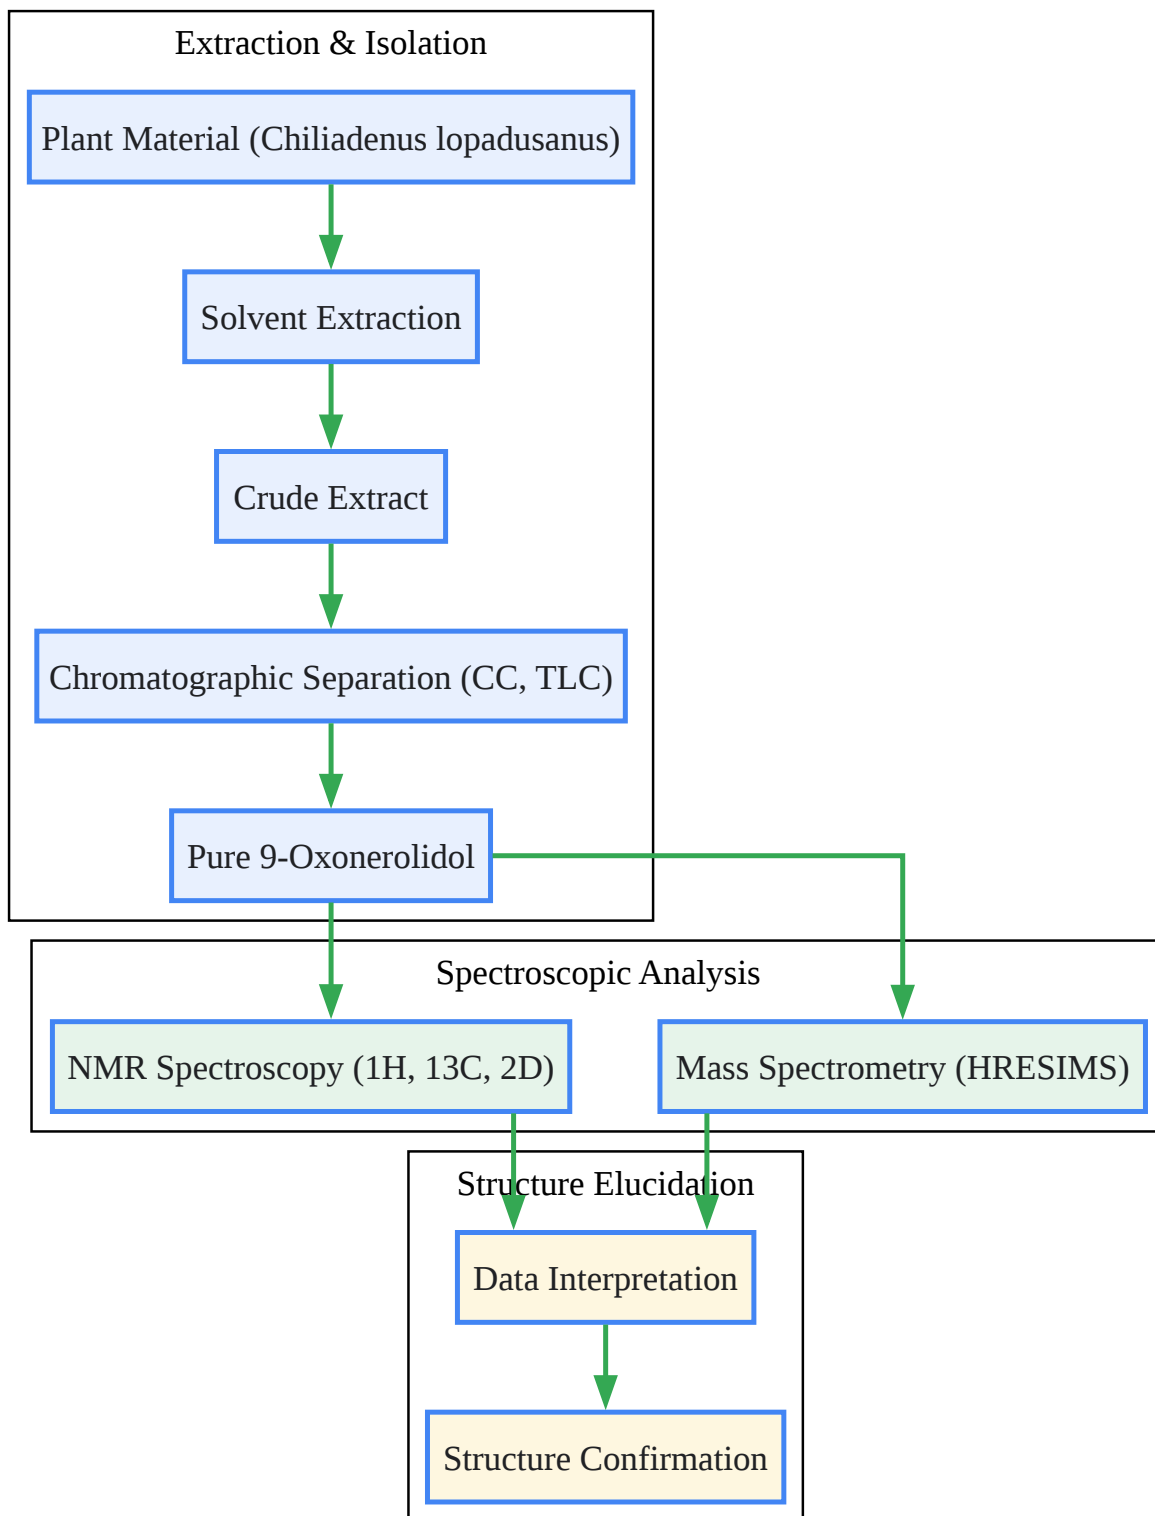 Extraction & Isolation
Plant Material (Chiliadenus lopadusanus)
Solvent Extraction
Crude Extract
Chromatographic Separation (CC, TLC)
Pure 9-Oxonerolidol
Spectroscopic Analysis
NMR Spectroscopy (1H, 13C, 2D)
Mass Spectrometry (HRESIMS)
Structure Elucidation
Data Interpretation
Structure Confirmation